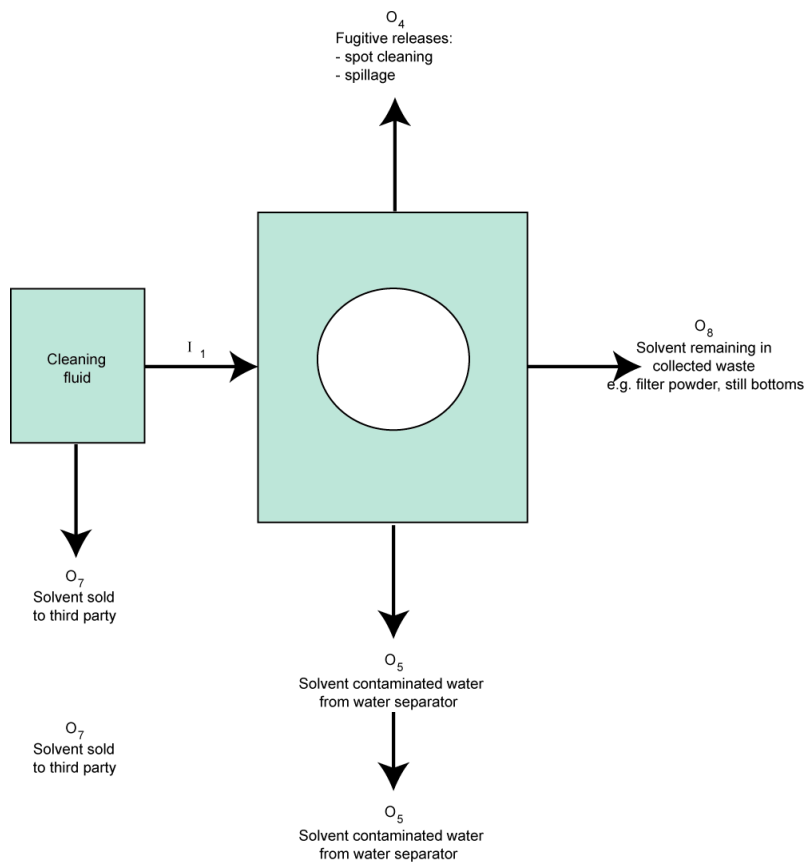 O4
Fugitive releases:
- spot cleaning
- spillage
Cleaning
fluid
I 1
O8
Solvent remaining in
collected waste
e.g. filter powder, still bottoms
O7
Solvent sold
to third party
O5
Solvent contaminated water
from water separator
O7
Solvent sold
to third party
O5
Solvent contaminated water
from water separator